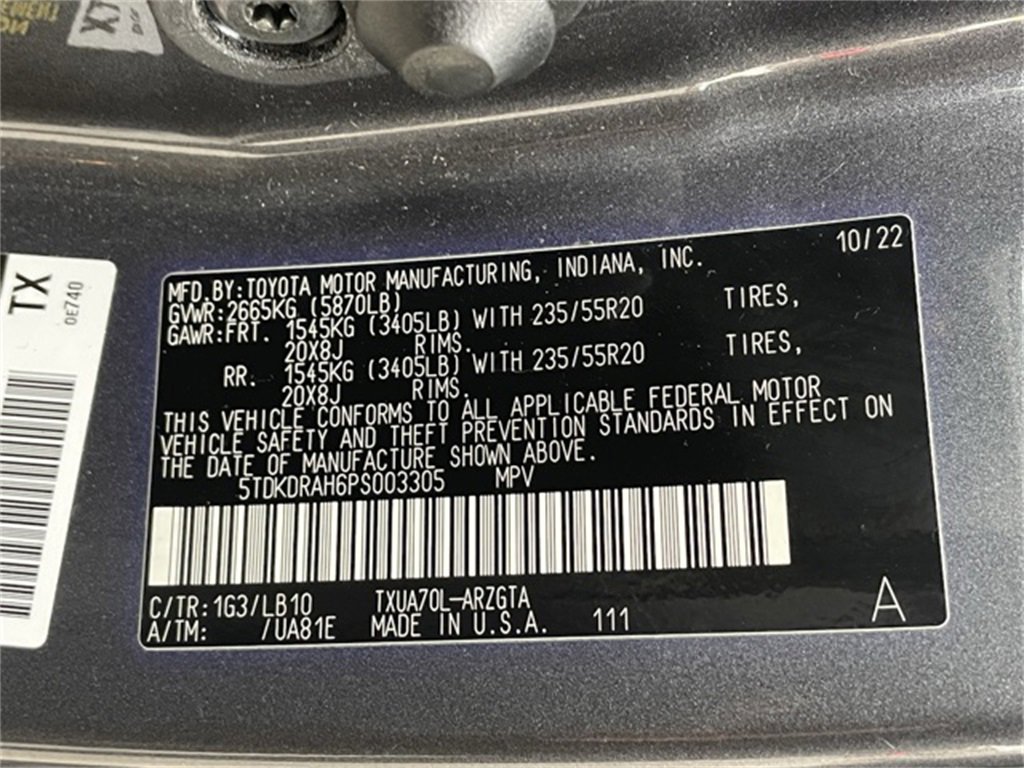 TX
0E740
MFD. BY: TOYOTA MOTOR MANUFACTURING, INDIANA, INC. 10/22
GVWR: 2665KG (5870LB)
GAWR: FRT. 1545KG (3405LB) WITH 235/55R20 TIRES,
20X8J RIMS.
RR. 1545KG (3405LB) WITH 235/55R20 TIRES,
20X8J RIMS.
THIS VEHICLE CONFORMS TO ALL APPLICABLE FEDERAL MOTOR
VEHICLE SAFETY AND THEFT PREVENTION STANDARDS IN EFFECT ON
THE DATE OF MANUFACTURE SHOWN ABOVE.
5TDKDRAH6PS003305 MPV
C/TR: 1G3/LB10 TXUA70L-ARZGTA
A/TM: /UA81E MADE IN U.S.A. 111 A